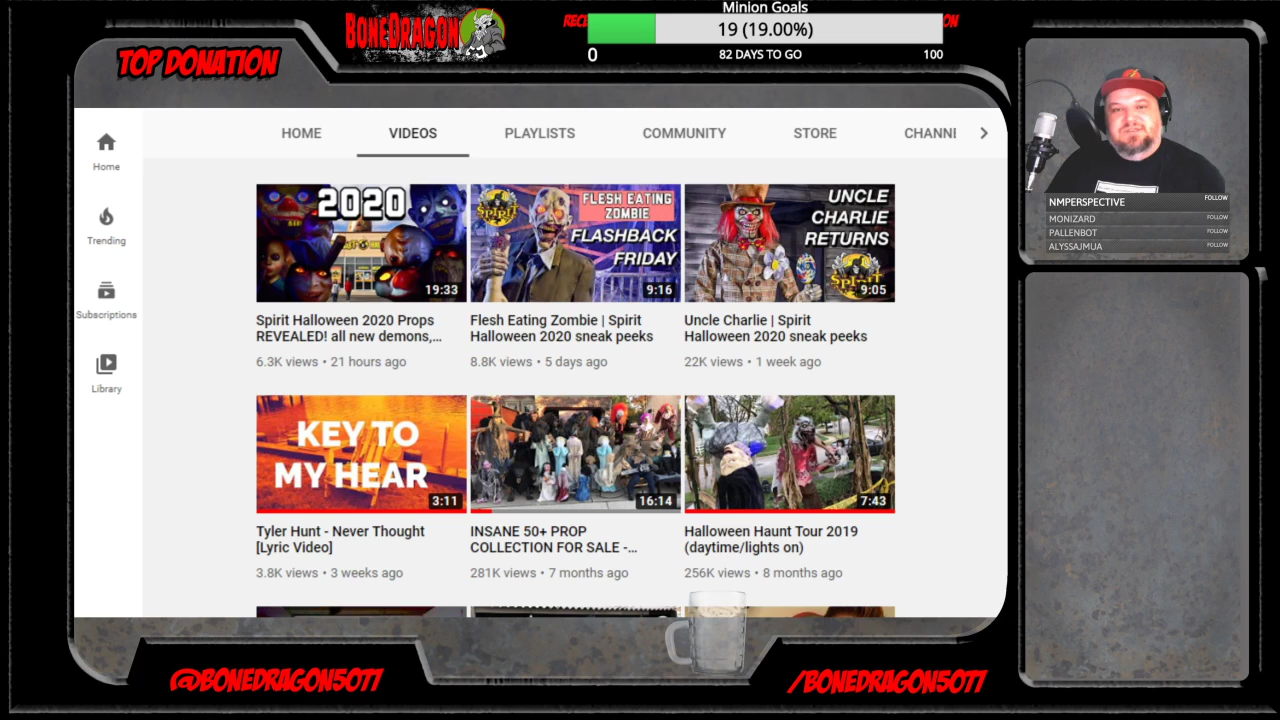 Minion Goals
BONEDRAGON
19 (19.00%)
0
82 DAYS TO GO
100
TOP DONATION
HOME
VIDEOS
PLAYLISTS
COMMUNITY
STORE
CHANNI
Home
Trending
Subscriptions
Library
2020
19:33
SPIRIT
FLESH EATING
ZOMBIE
FLASHBACK
FRIDAY
9:16
UNCLE
CHARLIE
RETURNS
SPIRIT
9:05
Spirit Halloween 2020 Props
REVEALED! all new demons,...
6.3K views • 21 hours ago
Flesh Eating Zombie | Spirit
Halloween 2020 sneak peeks
8.8K views • 5 days ago
Uncle Charlie | Spirit
Halloween 2020 sneak peeks
22K views • 1 week ago
KEY TO
MY HEAR
3:11
16:14
7:43
Tyler Hunt - Never Thought
[Lyric Video]
3.8K views • 3 weeks ago
INSANE 50+ PROP
COLLECTION FOR SALE -...
281K views • 7 months ago
Halloween Haunt Tour 2019
(daytime/lights on)
256K views • 8 months ago
NMPERSPECTIVE FOLLOW
MONIZARD FOLLOW
PALLENBOT FOLLOW
ALYSSAJMUA FOLLOW
@BONEDRAGON5077
/BONEDRAGON5077